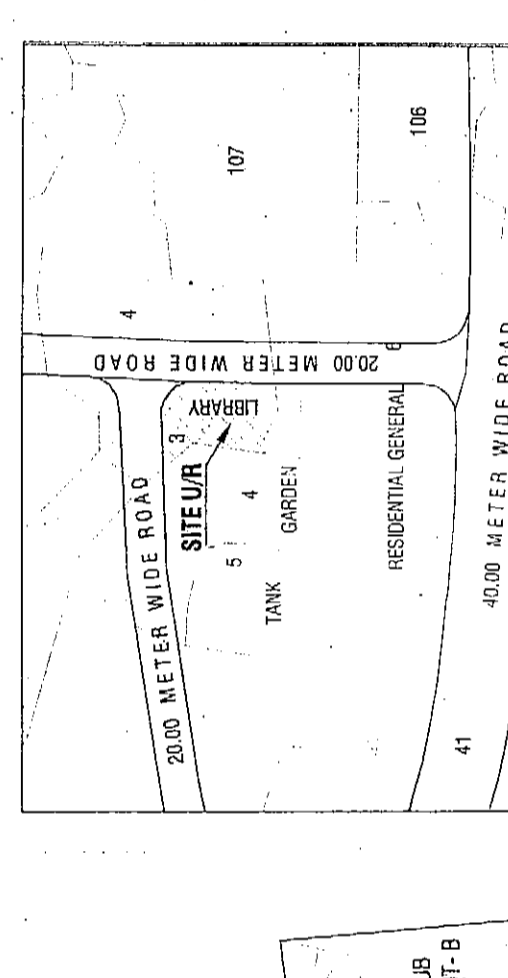 107
106
4
20.00 METER WIDE ROAD
6
LIBRARY
3
SITE U/R
4
GARDEN
5
TANK
RESIDENTIAL GENERAL
20.00 METER WIDE ROAD
40.00 METER WIDE ROAD
41
T-B